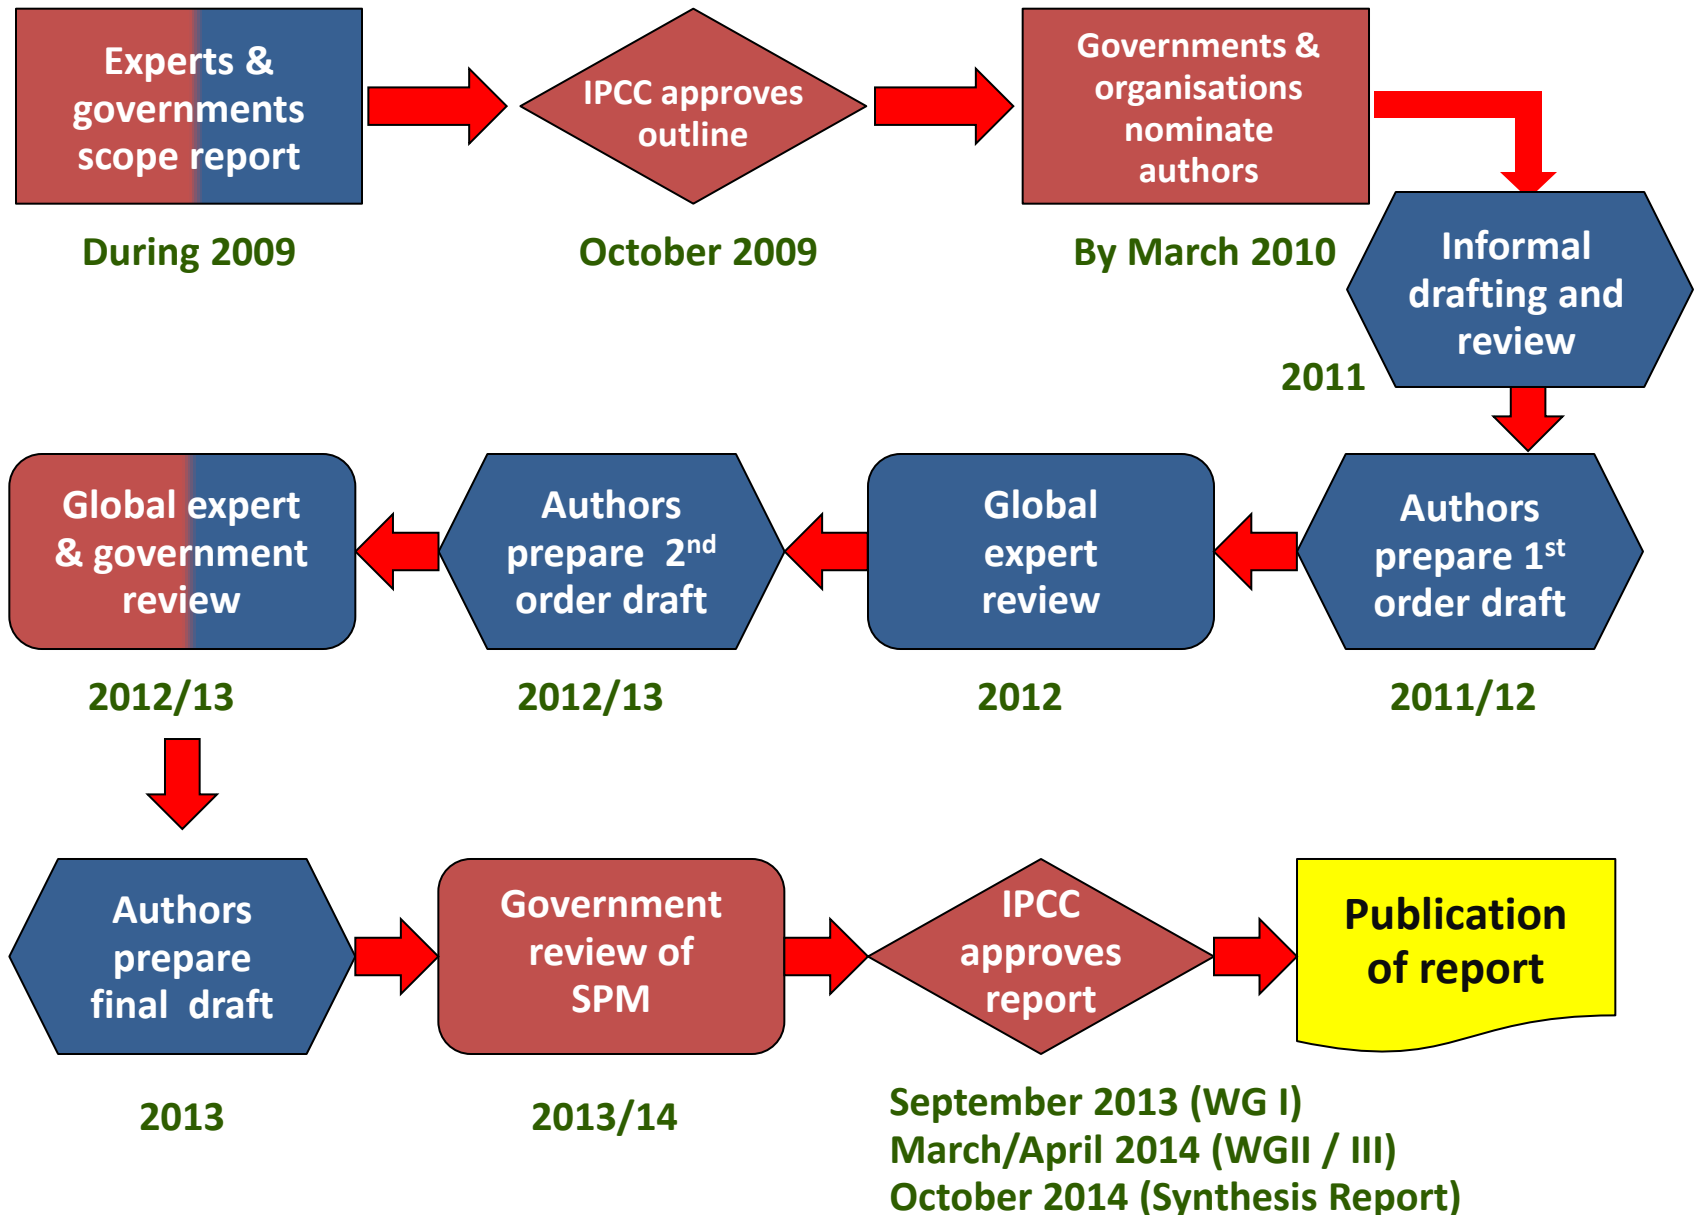 Experts &
governments
scope report
IPCC approves
outline
Governments &
organisations
nominate
authors
During 2009
October 2009
By March 2010
Informal
drafting and
review
2011
Authors
prepare 1st
order draft
Global
expert
review
Authors
prepare 2nd
order draft
Global expert
& government
review
2011/12
2012
2012/13
2012/13
Authors
prepare
final draft
Government
review of
SPM
IPCC
approves
report
Publication
of report
2013
2013/14
September 2013 (WG I)
March/April 2014 (WGII / III)
October 2014 (Synthesis Report)